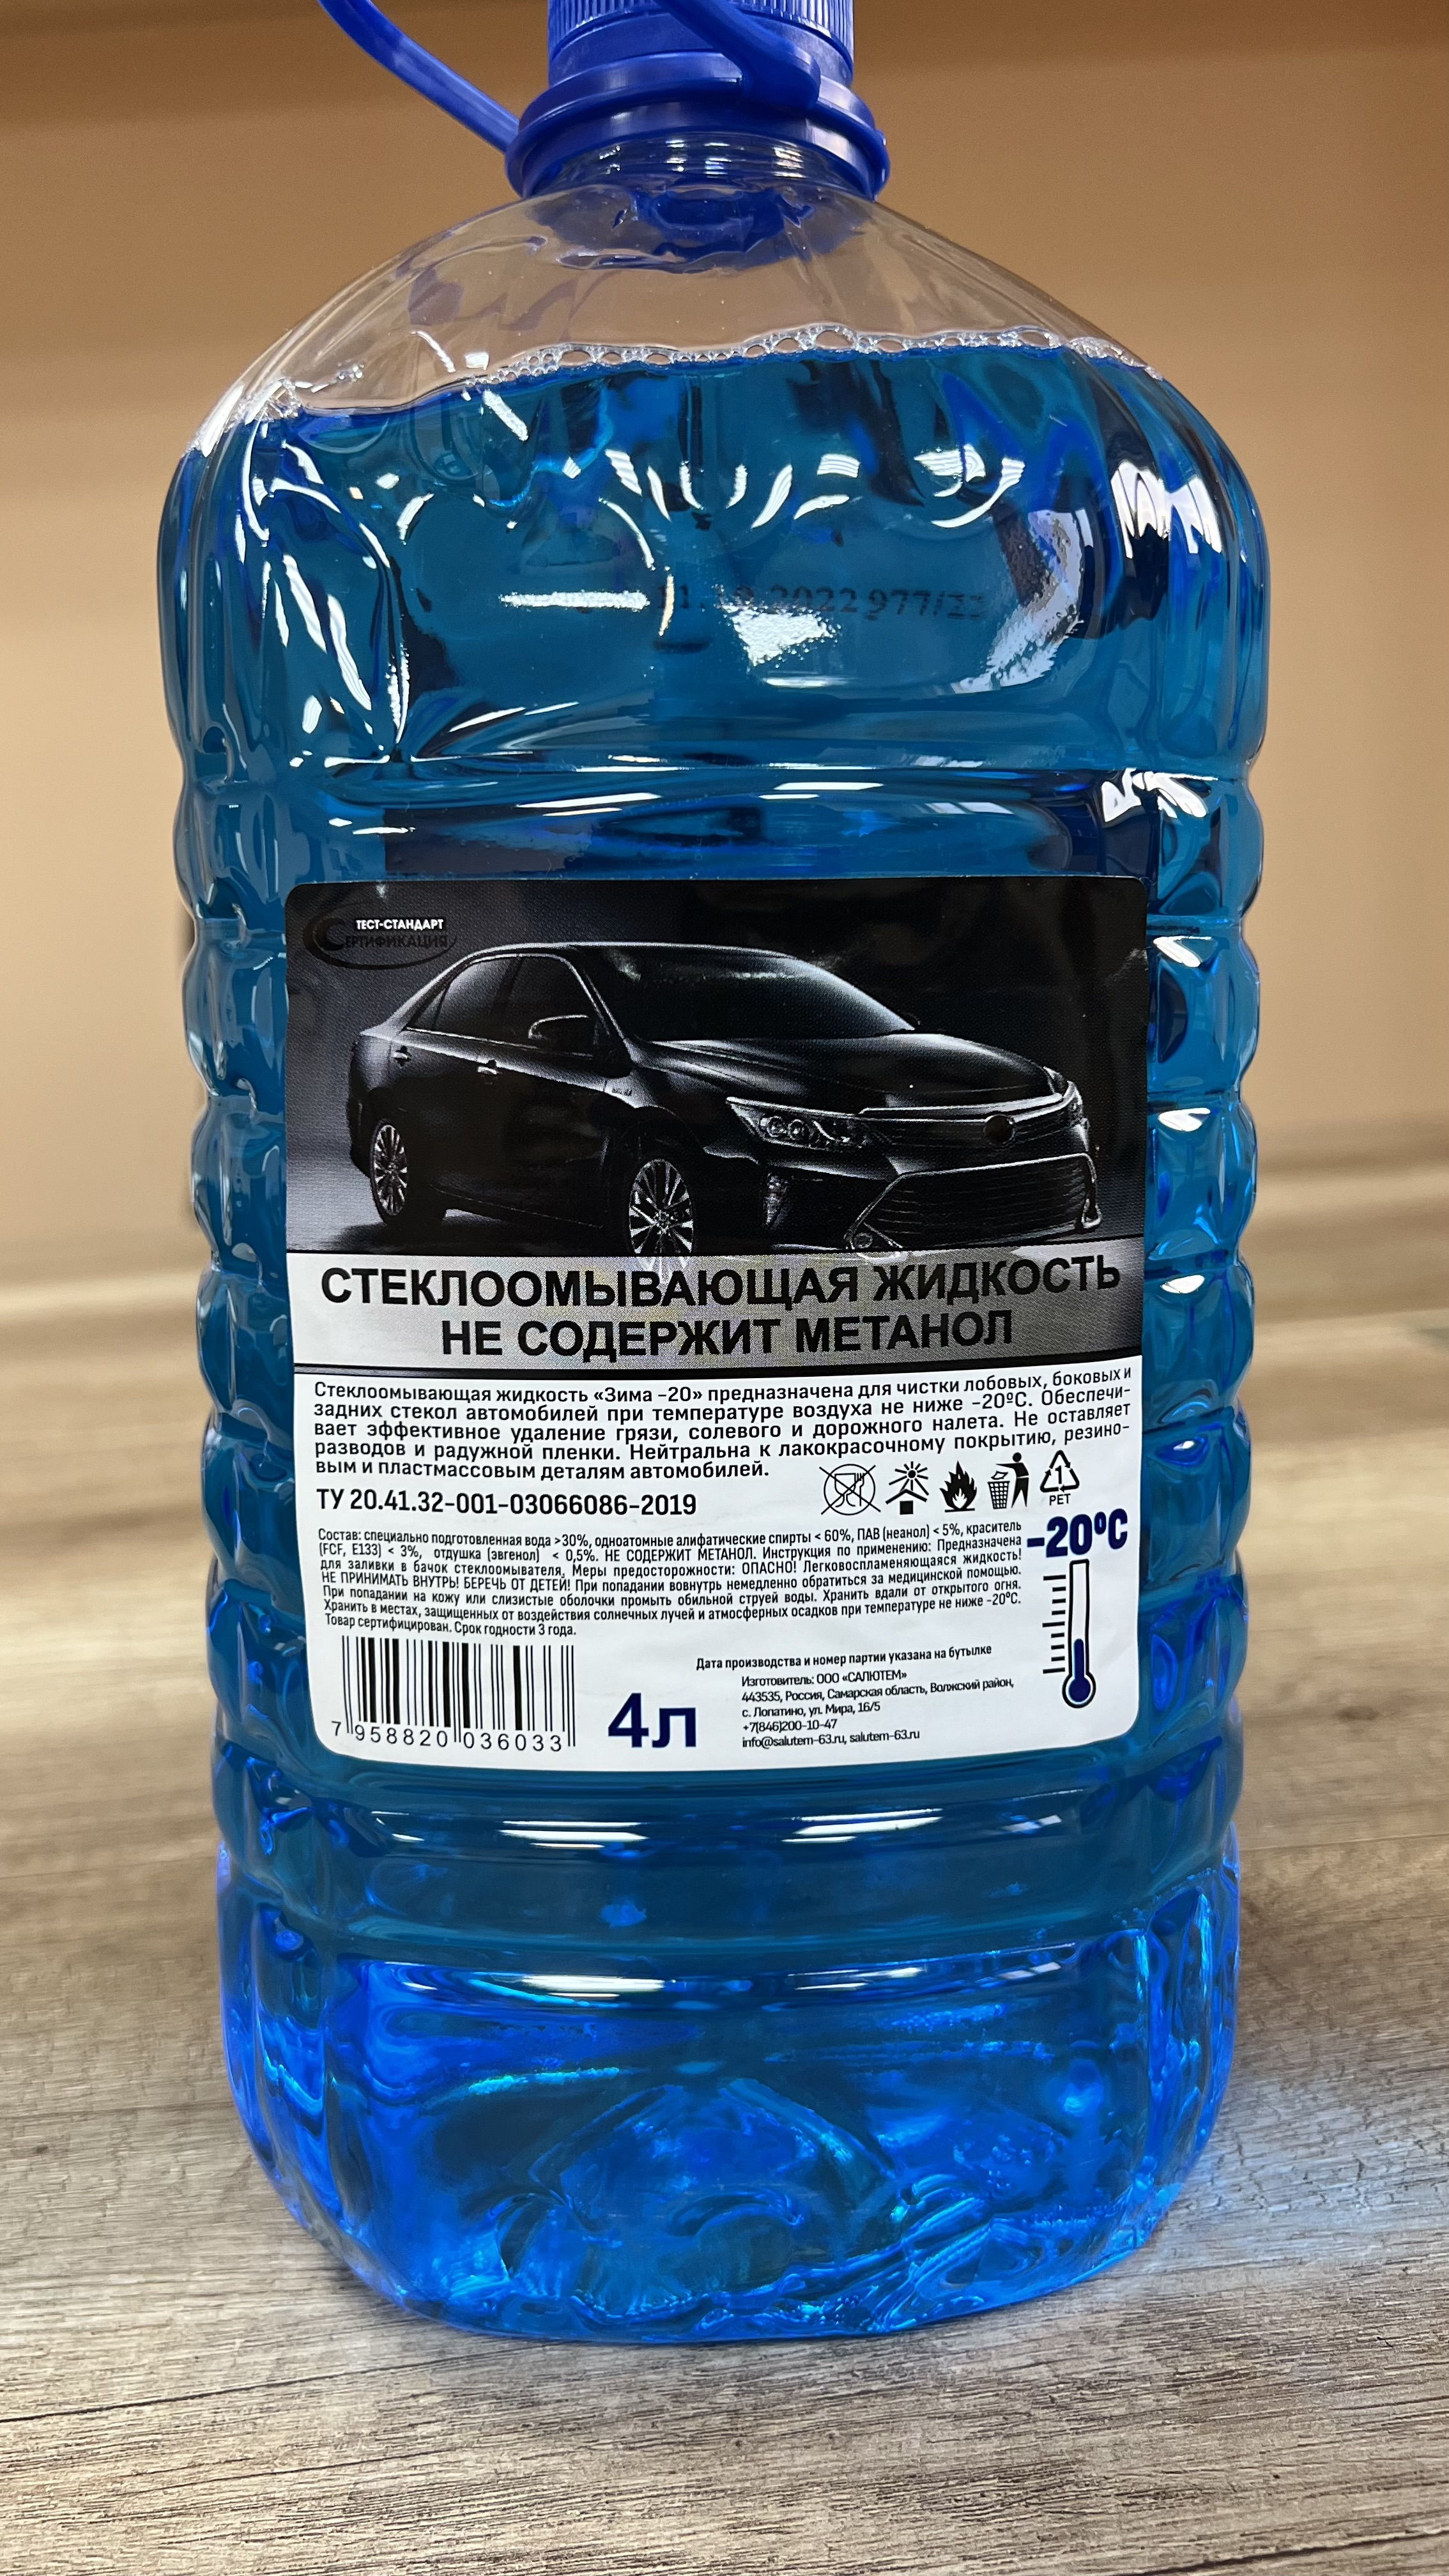 2022 977/33
ТЕСТ-СТАНДАРТ
СЕРТИФИКАЦИЯ
СТЕКЛООМЫВАЮЩАЯ ЖИДКОСТЬ
НЕ СОДЕРЖИТ МЕТАНОЛ
Стеклоомывающая жидкость «Зима -20» предназначена для чистки лобовых, боковых и
задних стекол автомобилей при температуре воздуха не ниже -20ºС. Обеспечи-
вает эффективное удаление грязи, солевого и дорожного налета. Не оставляет
разводов и радужной пленки. Нейтральна к лакокрасочному покрытию, резино-
вым и пластмассовым деталям автомобилей.
1
PET
ТУ 20.41.32-001-03066086-2019
-20ºС
Состав: специально подготовленная вода >30%, одноатомные алифатические спирты < 60%, ПАВ (неанол) < 5%, краситель
(FCF, E133) < 3%, отдушка (эвгенол) < 0,5%. НЕ СОДЕРЖИТ МЕТАНОЛ. Инструкция по применению: Предназначена
для заливки в бачок стеклоомывателя. Меры предосторожности: ОПАСНО! Легковоспламеняющаяся жидкость!
НЕ ПРИНИМАТЬ ВНУТРЬ! БЕРЕЧЬ ОТ ДЕТЕЙ! При попадании вовнутрь немедленно обратиться за медицинской помощью.
При попадании на кожу или слизистые оболочки промыть обильной струей воды. Хранить вдали от открытого огня.
Хранить в местах, защищенных от воздействия солнечных лучей и атмосферных осадков при температуре не ниже -20ºС.
Товар сертифицирован. Срок годности 3 года.
Дата производства и номер партии указана на бутылке
Изготовитель: ООО «САЛЮТЕМ»
443535, Россия, Самарская область, Волжский район,
с. Лопатино, ул. Мира, 16/5
+7(846)200-10-47
info@salutem-63.ru, salutem-63.ru
4л
7 958820 036033